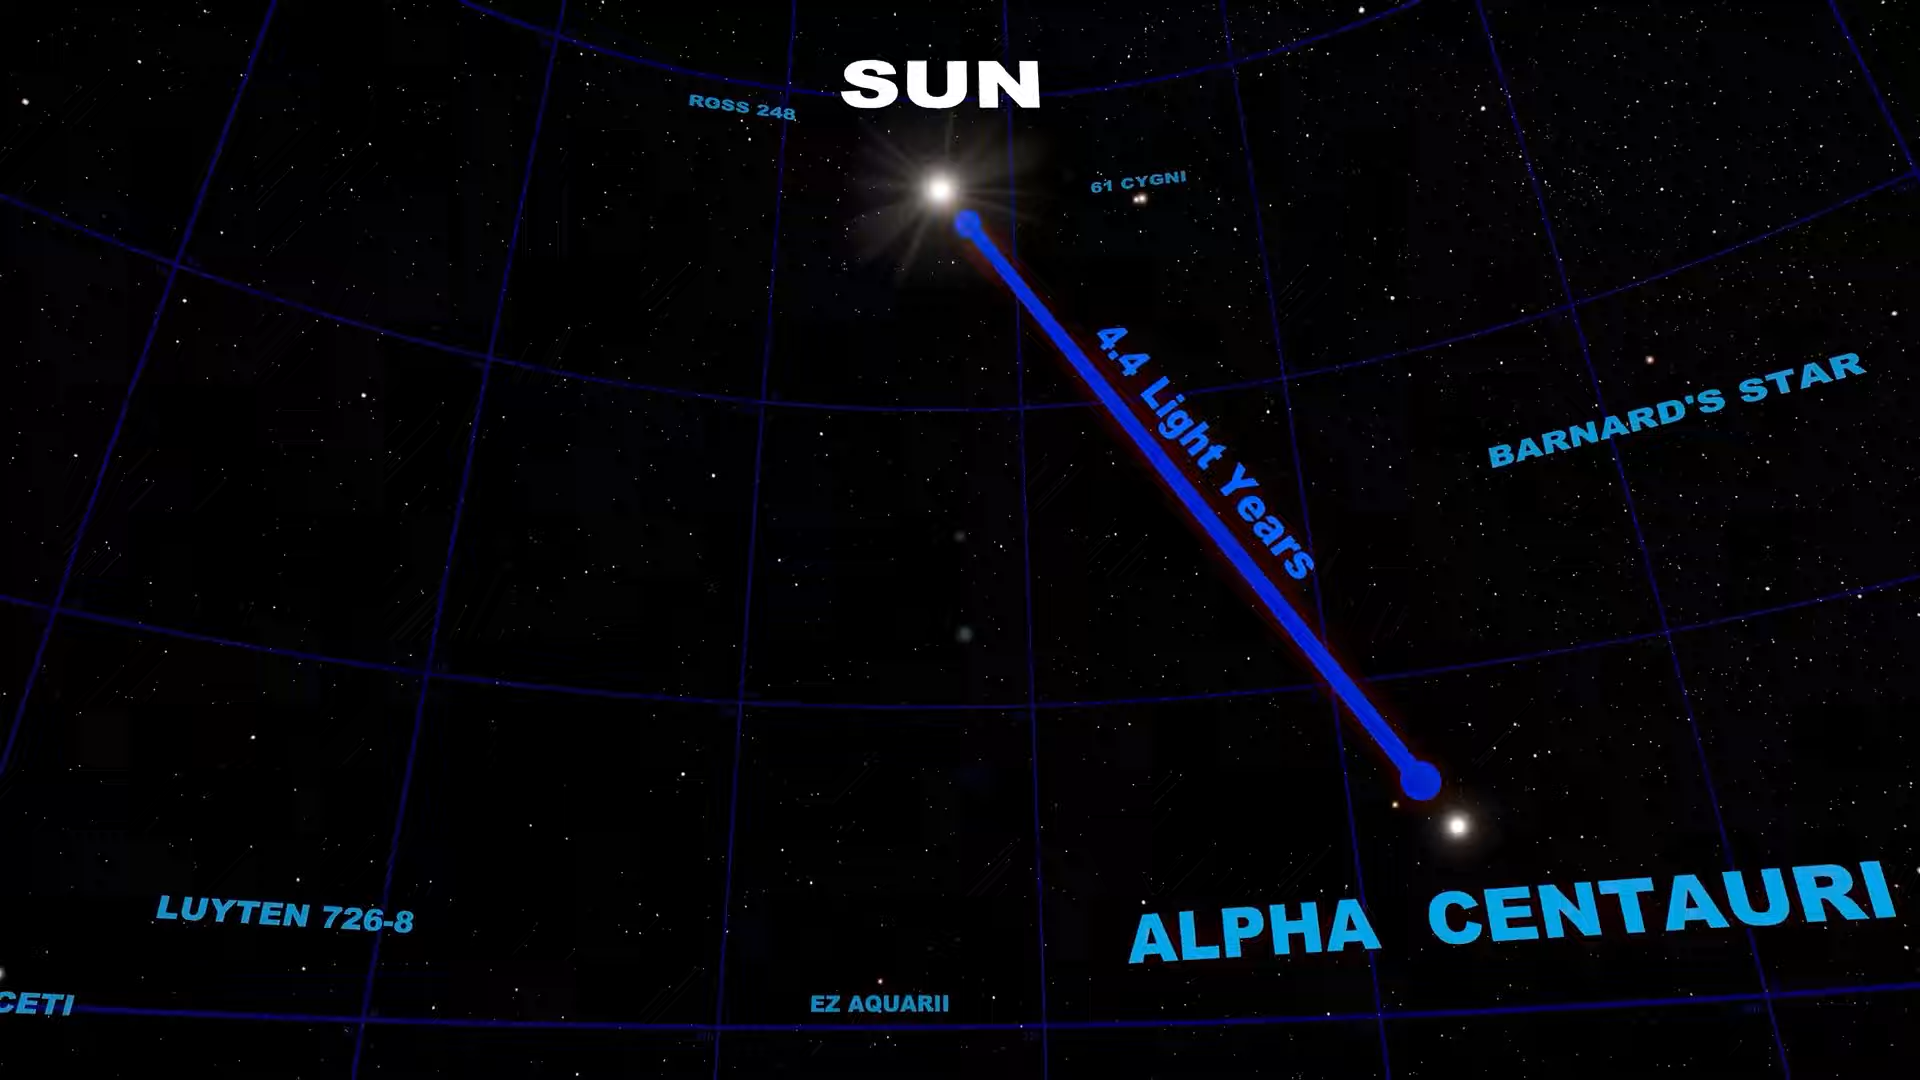 SUN
ROSS 248
61 CYGNI
4.4 Light Years
BARNARD'S STAR
ALPHA CENTAURI
LUYTEN 726-8
CETI
EZ AQUARII